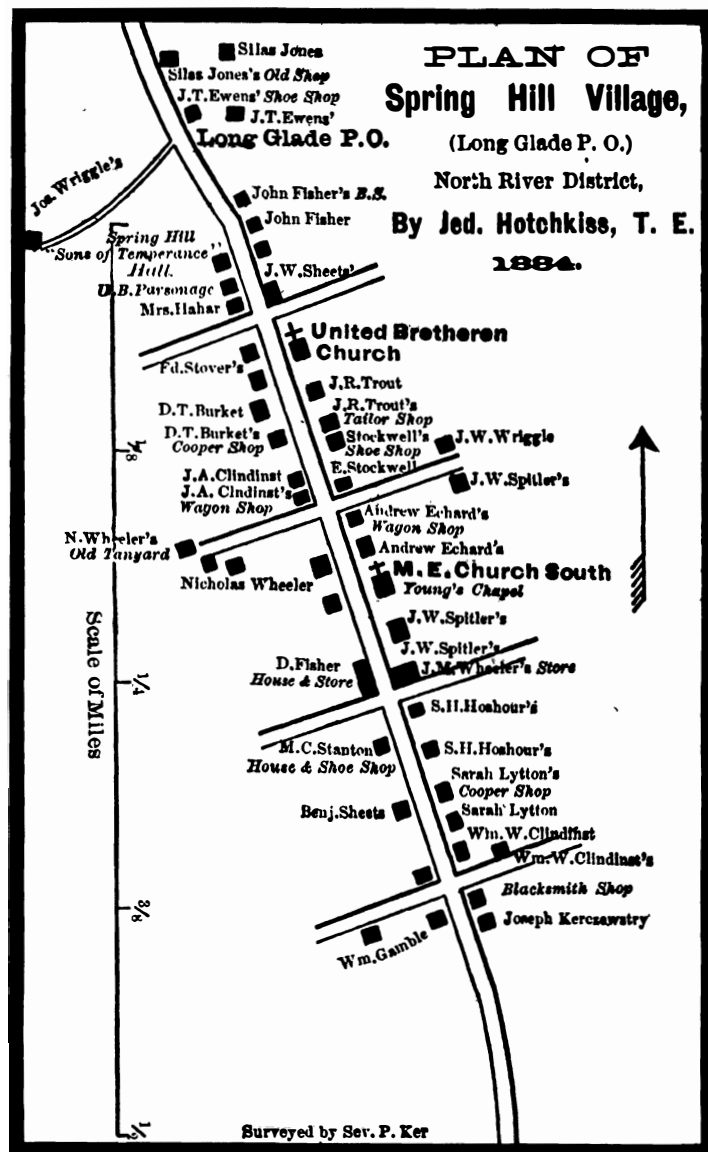 PLAN OF
Spring Hill Village,
(Long Glade P. O.)
North River District,
By Jed. Hotchkiss, T. E.
1884.
Silas Jones
Silas Jones's Old Shop
J.T.Ewens' Shoe Shop
J.T.Ewens'
Long Glade P.O.
Jos. Wriggle's
John Fisher's B.S.
John Fisher
Spring Hill
"Sons of Temperance"
Hall.
J.W.Sheets'
U.B.Parsonage
Mrs.Hahar
United Bretheren
Church
Fd.Stover's
J.R.Trout
D.T.Burket
J.R.Trout's
Tailor Shop
D.T.Burket's
Cooper Shop
Stockwell's
Shoe Shop
J.W.Wriggle
E.Stockwell
J.A.Clindinst
J.A.Clndinst's
Wagon Shop
J.W.Spitler's
Andrew Echard's
Wagon Shop
N.Wheeler's
Old Tanyard
Andrew Echard's
M.E.Church South
Young's Chapel
Nicholas Wheeler
J.W.Spitler's
J.W.Spitler's
D.Fisher
House & Store
J.M.Wheeler's Store
S.H.Hoshour's
M.C.Stanton
House & Shoe Shop
S.H.Hoshour's
Sarah Lytton's
Cooper Shop
Benj.Sheets
Sarah Lytton
Wm.W.Clindinst
Wm.W.Clindinst's
Blacksmith Shop
Joseph Kerczawstry
Wm.Gamble
Scale of Miles
1/8
1/4
3/8
1/2
Surveyed by Sev. P. Ker